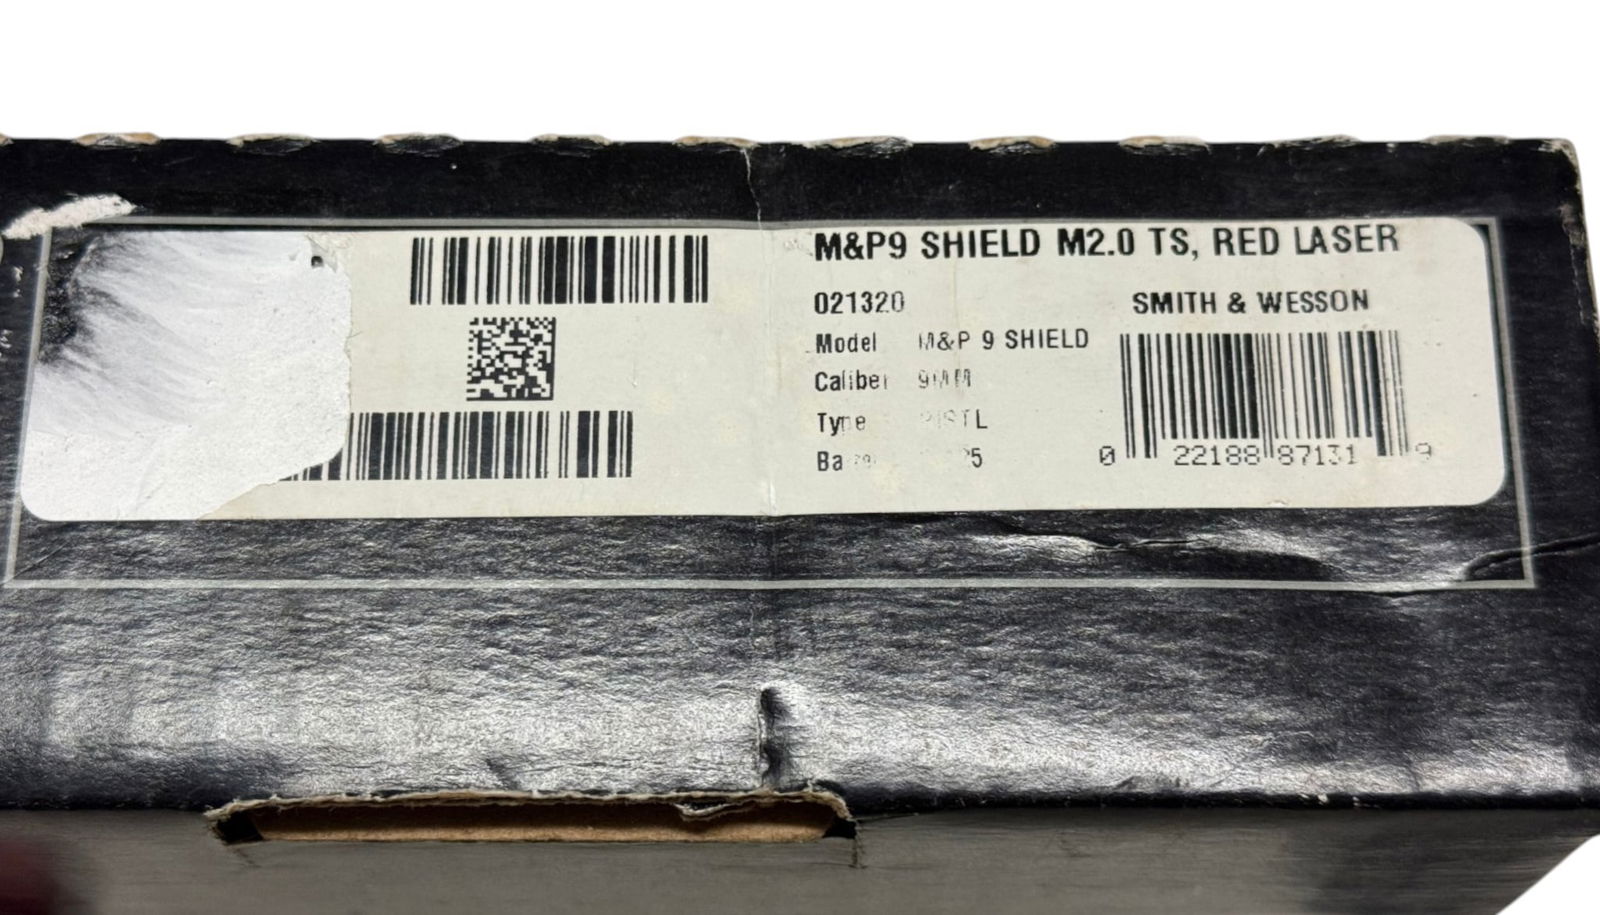 M&P9 SHIELD M2.0 TS, RED LASER
021320
SMITH & WESSON
Model M&P 9 SHIELD
Caliber 9MM
Type PISTL
0 22188 87131 9